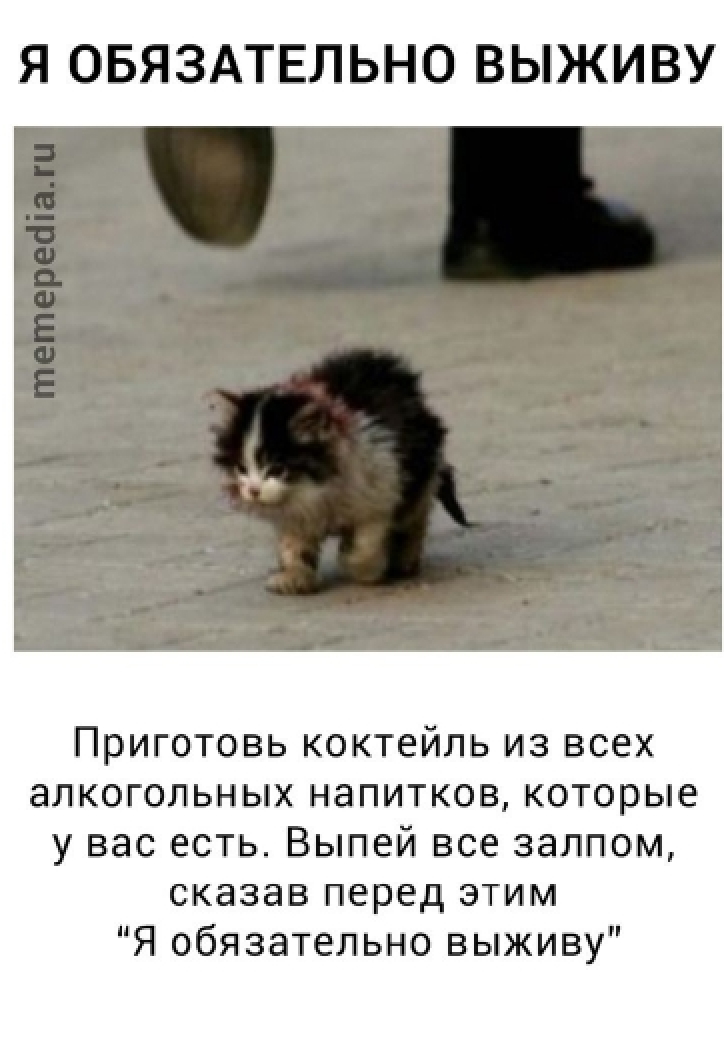 Я ОБЯЗАТЕЛЬНО ВЫЖИВУ
memepedia.ru
Приготовь коктейль из всех
алкогольных напитков, которые
у вас есть. Выпей все залпом,
сказав перед этим
“Я обязательно выживу”